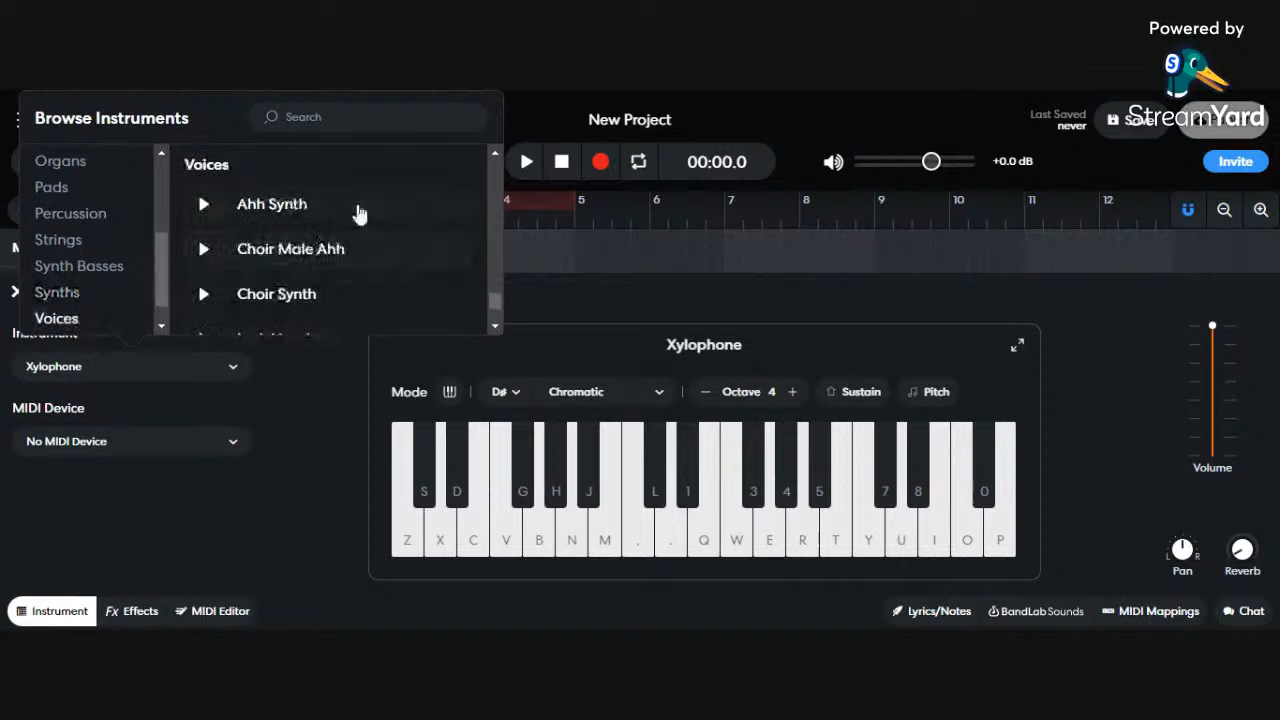 Powered by
StreamYard
Browse Instruments
Search
New Project
Last Saved
never
Save
Organs
Pads
Percussion
Strings
Synth Basses
Synths
Voices
Voices
Ahh Synth
Choir Male Ahh
Choir Synth
00:00.0
+0.0 dB
Invite
4 5 6 7 8 9 10 11 12
Instrument
Xylophone
MIDI Device
No MIDI Device
Xylophone
Mode D# Chromatic Octave 4 Sustain Pitch
S D G H J L 1 3 4 5 7 8 0
Z X C V B N M , . Q W E R T Y U I O P
Volume
L R
Pan
Reverb
Instrument
Fx Effects
MIDI Editor
Lyrics/Notes
BandLab Sounds
MIDI Mappings
Chat